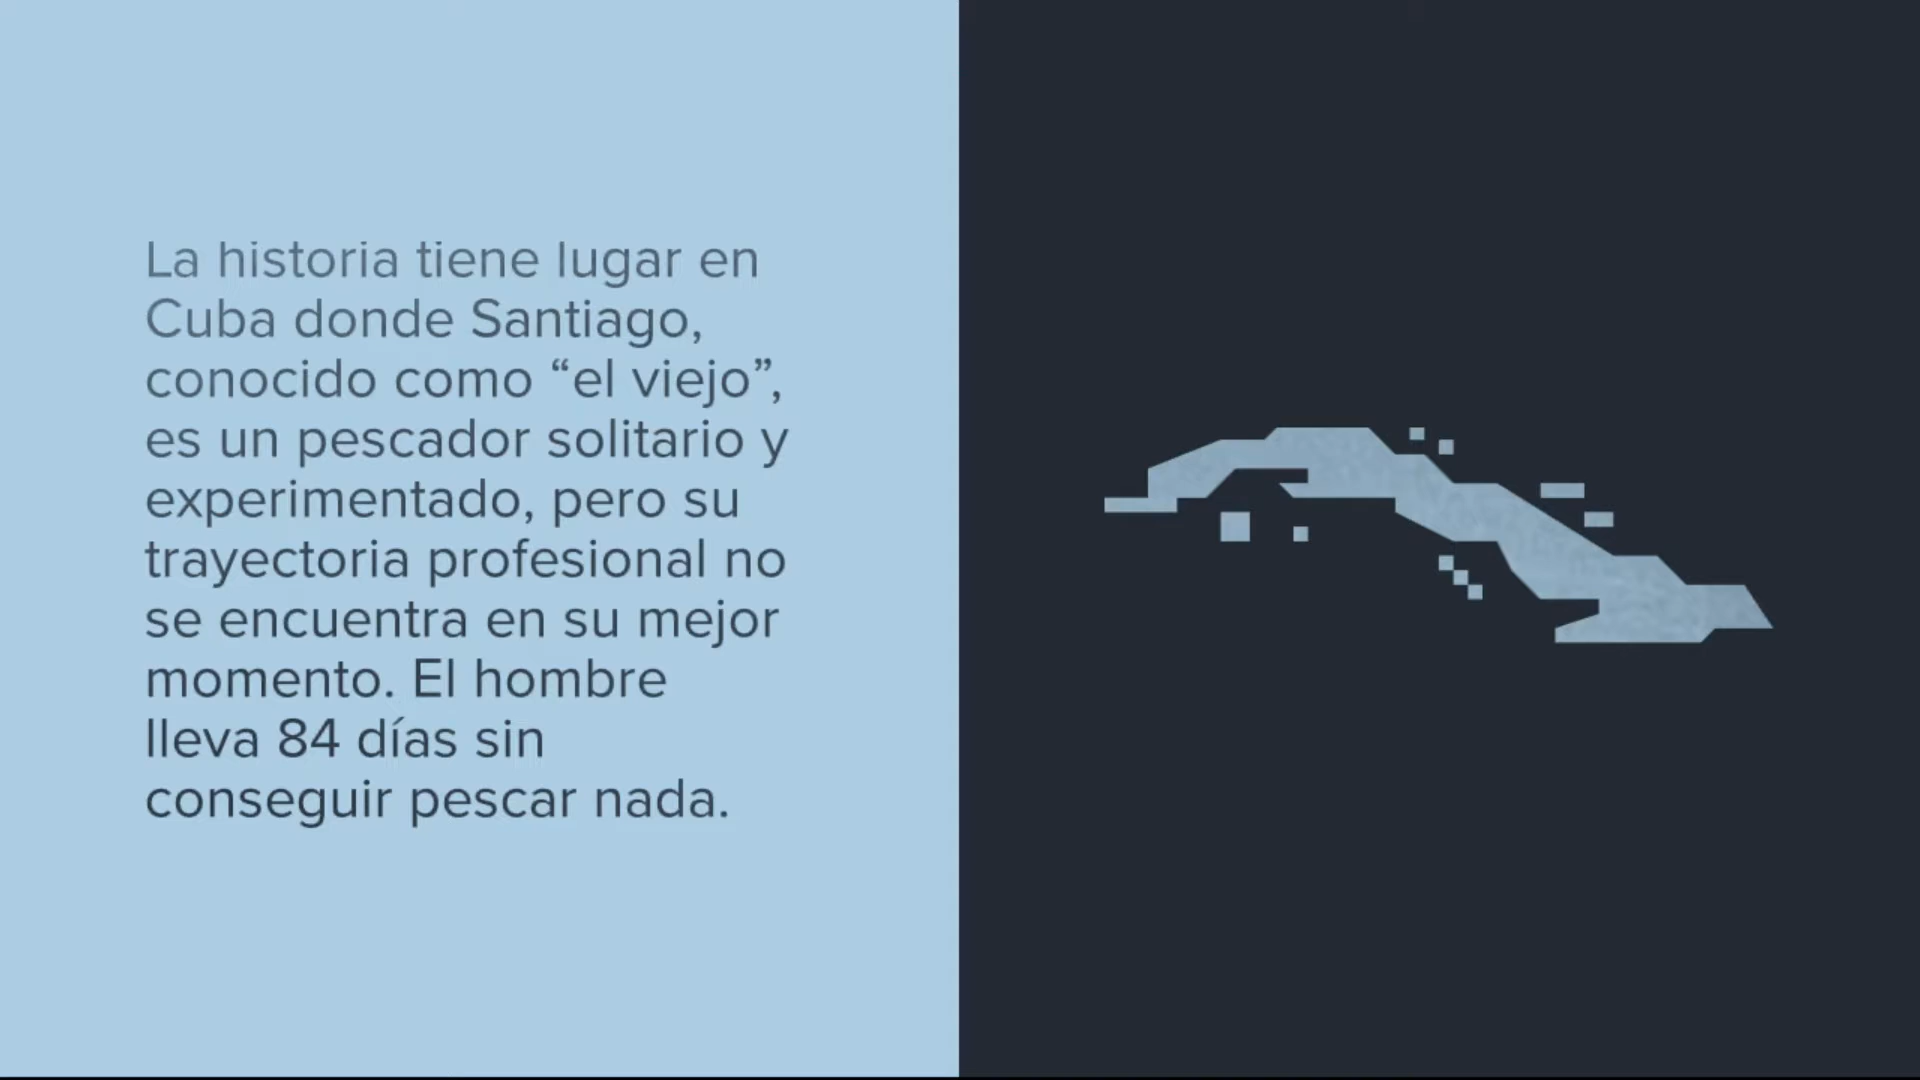 La historia tiene lugar en
Cuba donde Santiago,
conocido como “el viejo”,
es un pescador solitario y
experimentado, pero su
trayectoria profesional no
se encuentra en su mejor
momento. El hombre
lleva 84 días sin
conseguir pescar nada.